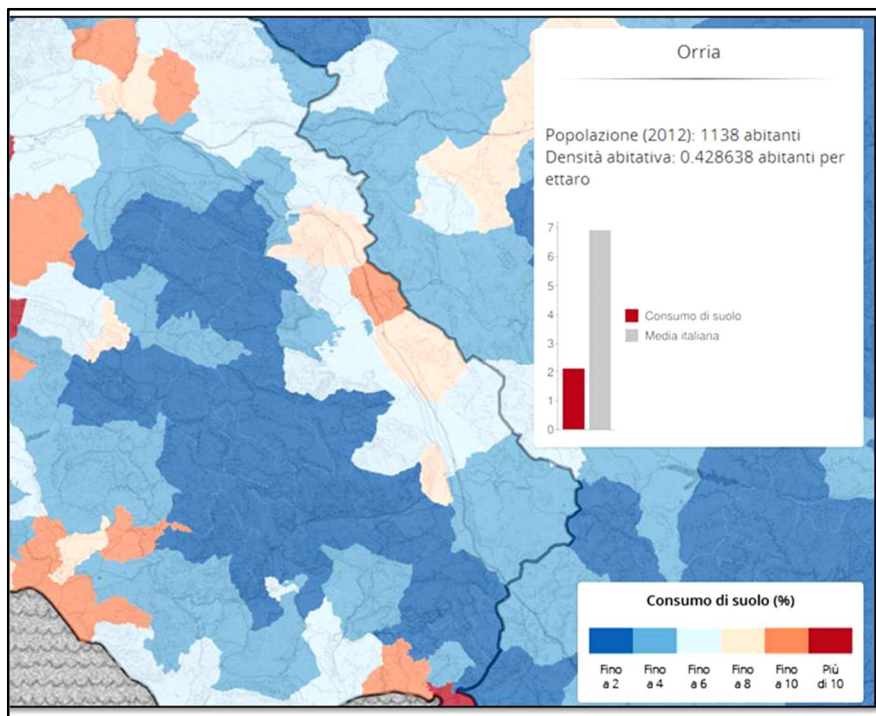 Orria
Popolazione (2012): 1138 abitanti
Densità abitativa: 0.428638 abitanti per
ettaro
7
6
5
4
3
2
1
0
Consumo di suolo
Media italiana
Consumo di suolo (%)
Fino a 2
Fino a 4
Fino a 6
Fino a 8
Fino a 10
Più di 10